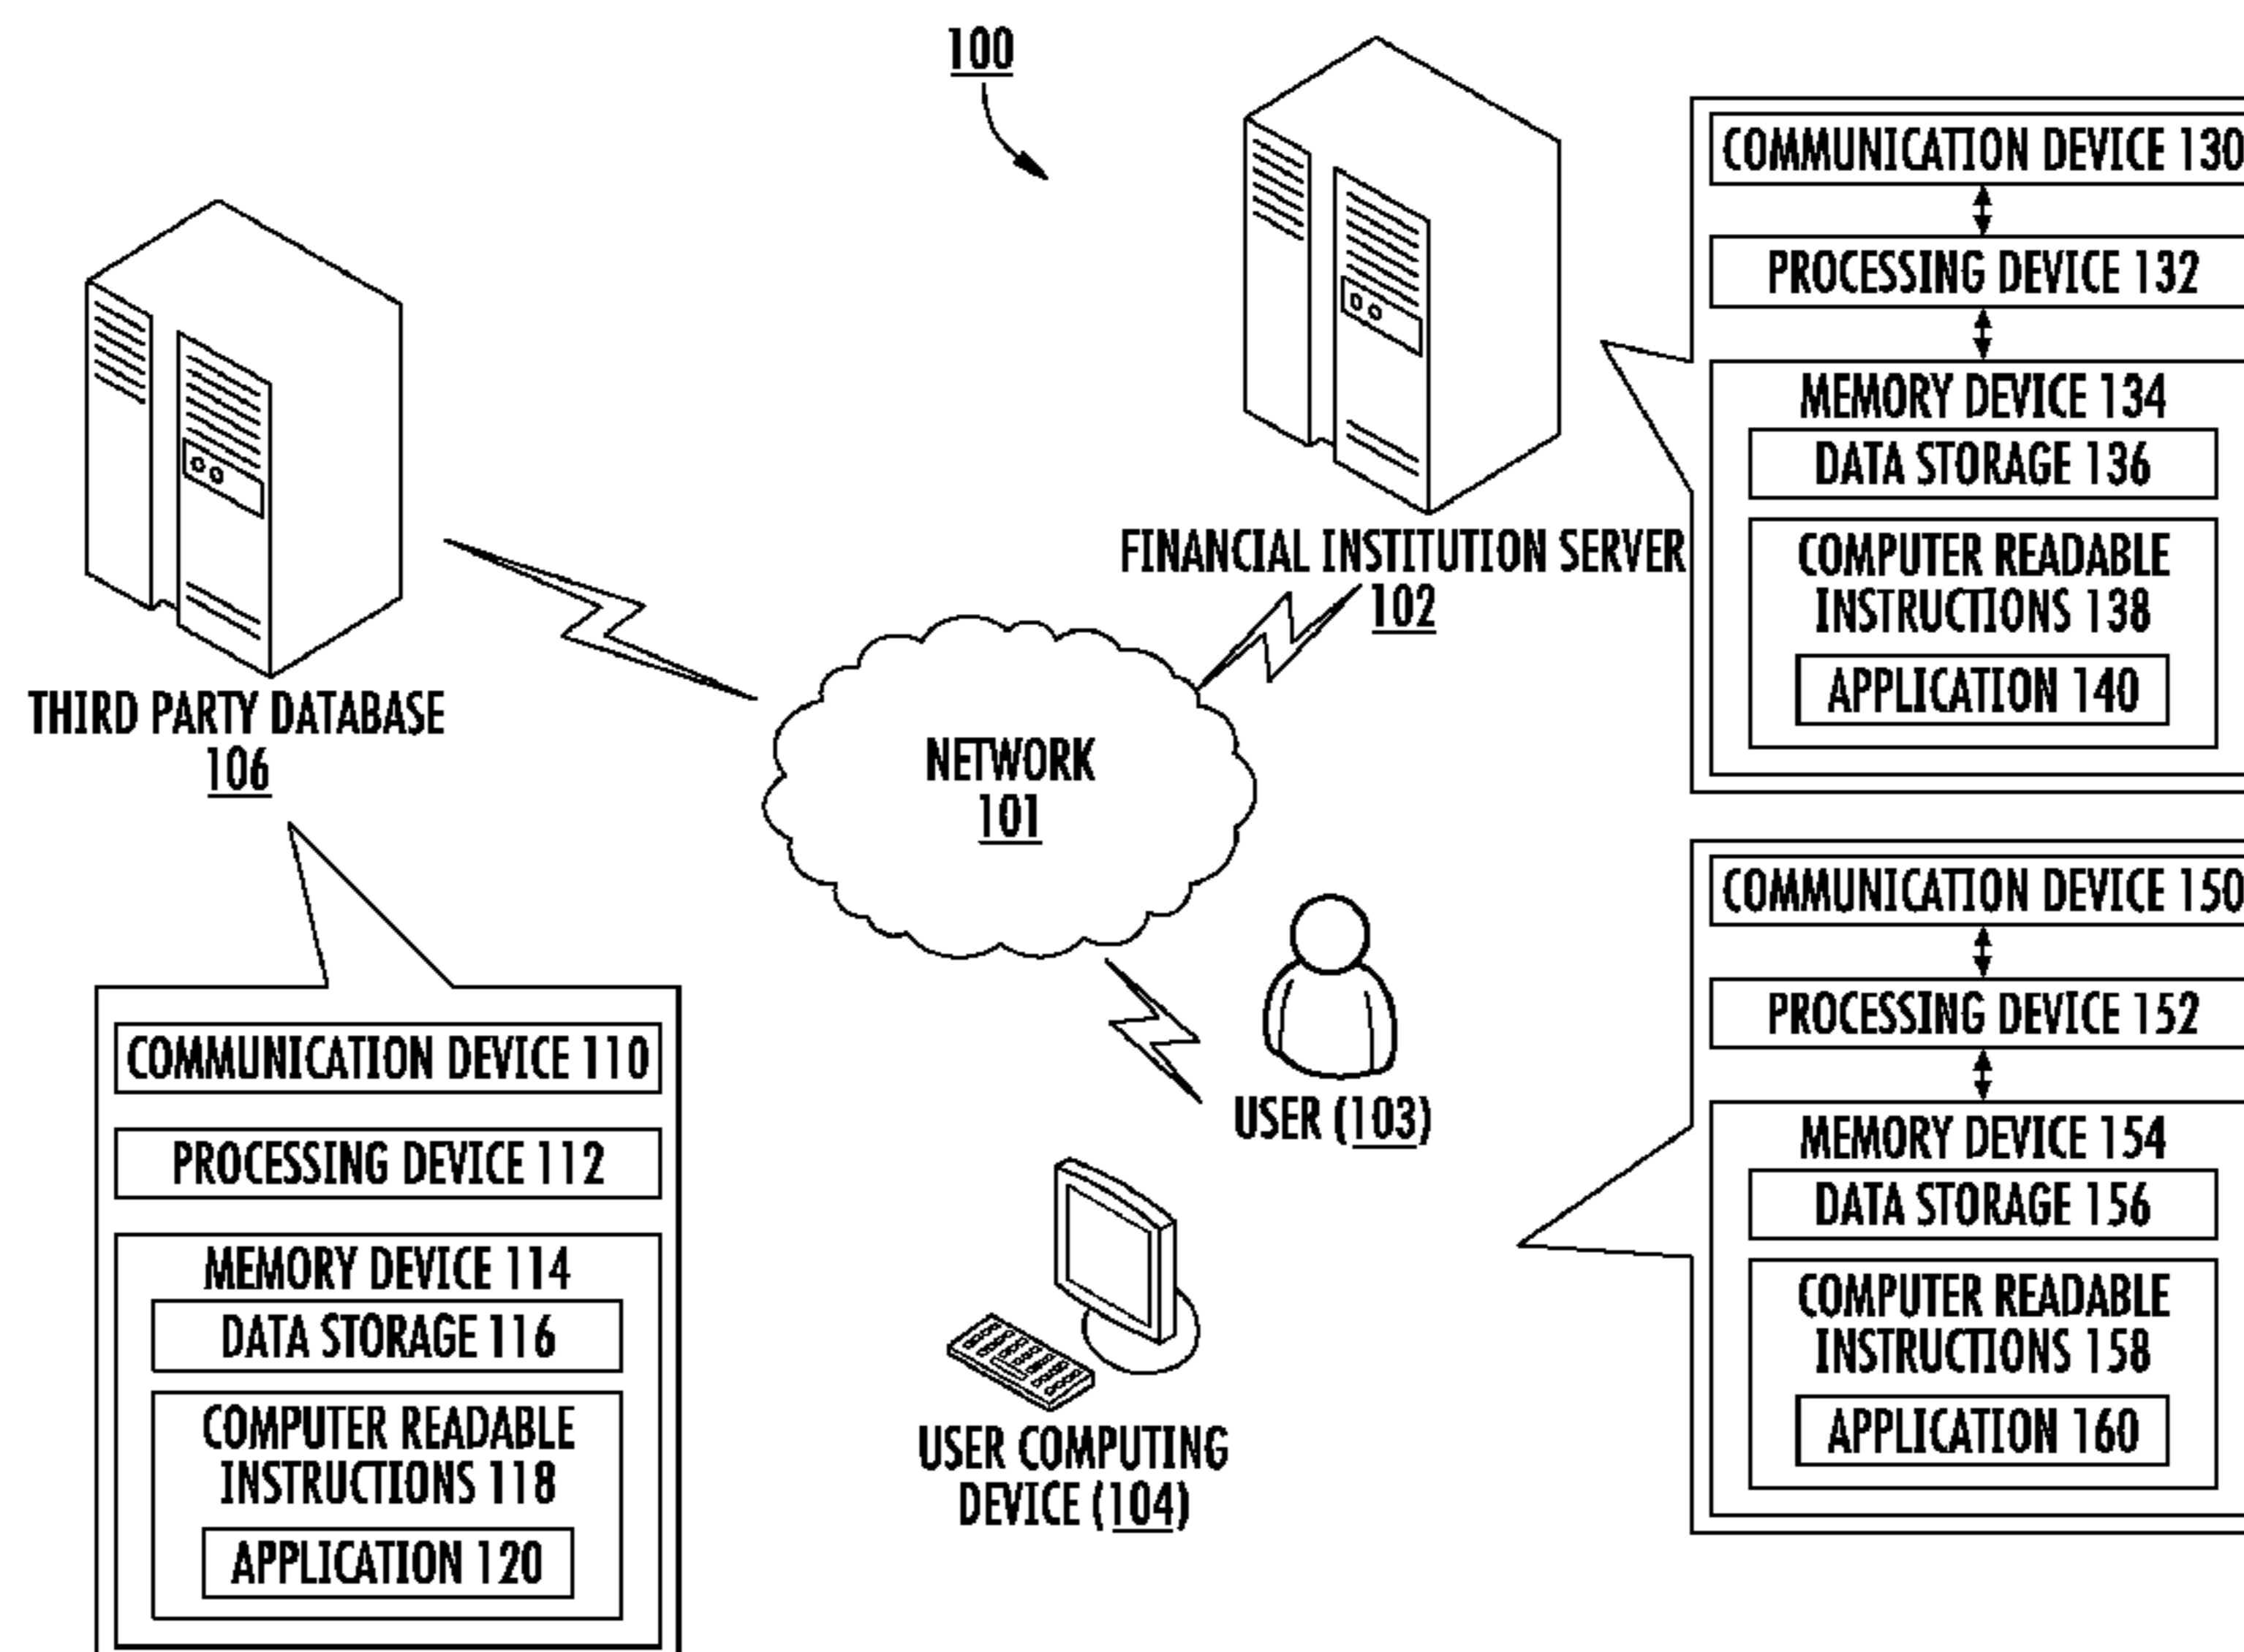 100
COMMUNICATION DEVICE 130
PROCESSING DEVICE 132
MEMORY DEVICE 134
DATA STORAGE 136
COMPUTER READABLE
INSTRUCTIONS 138
APPLICATION 140
FINANCIAL INSTITUTION SERVER
102
THIRD PARTY DATABASE
106
NETWORK
101
COMMUNICATION DEVICE 150
PROCESSING DEVICE 152
MEMORY DEVICE 154
DATA STORAGE 156
COMPUTER READABLE
INSTRUCTIONS 158
APPLICATION 160
USER (103)
COMMUNICATION DEVICE 110
PROCESSING DEVICE 112
MEMORY DEVICE 114
DATA STORAGE 116
COMPUTER READABLE
INSTRUCTIONS 118
APPLICATION 120
USER COMPUTING
DEVICE (104)